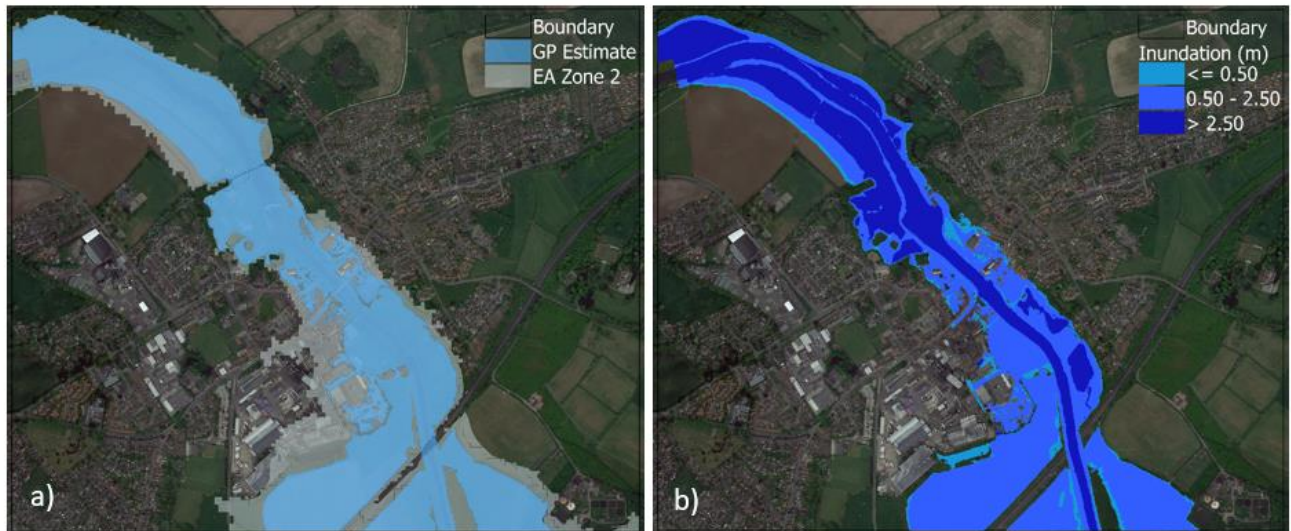 Boundary
GP Estimate
EA Zone 2
a)
Boundary
Inundation (m)
<= 0.50
0.50 - 2.50
> 2.50
b)